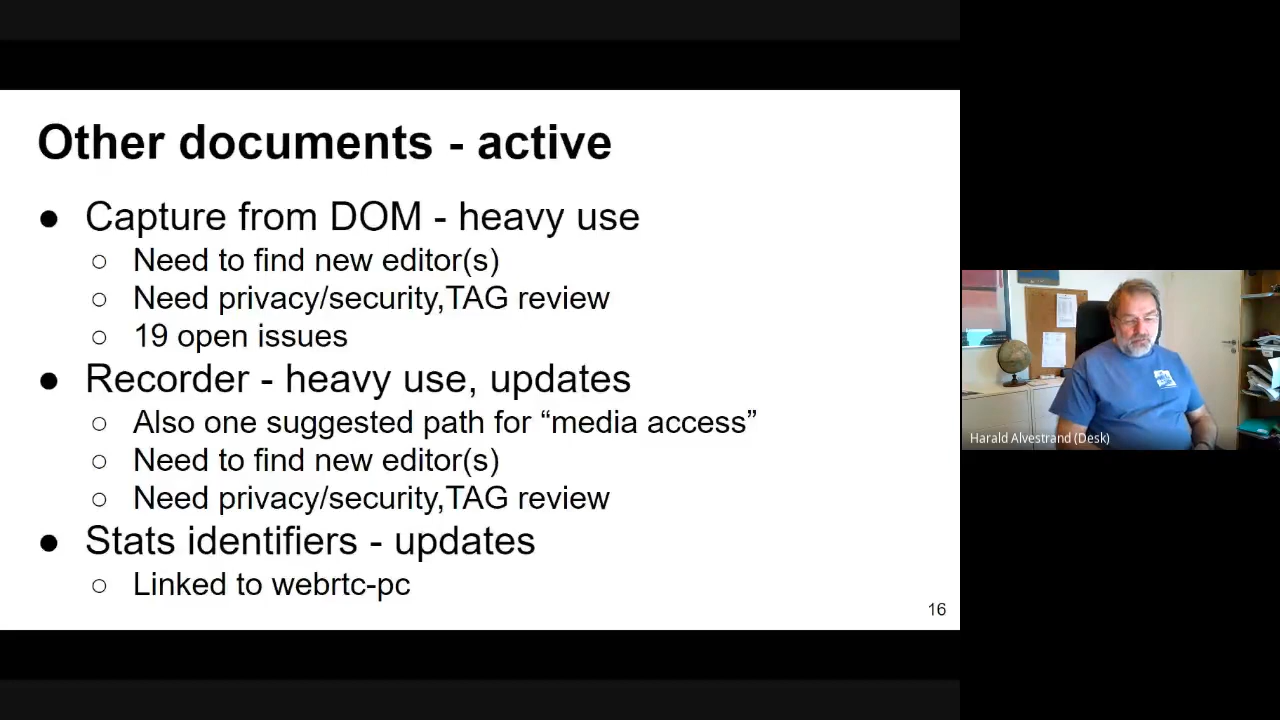 Other documents - active
● Capture from DOM - heavy use
○ Need to find new editor(s)
○ Need privacy/security,TAG review
○ 19 open issues
● Recorder - heavy use, updates
○ Also one suggested path for “media access”
○ Need to find new editor(s)
○ Need privacy/security,TAG review
● Stats identifiers - updates
○ Linked to webrtc-pc
16
Harald Alvestrand (Desk)